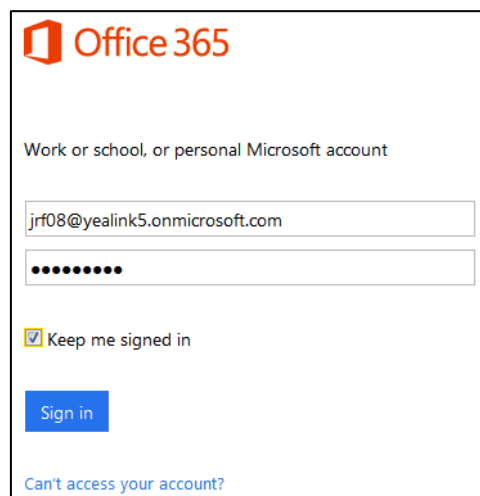 Office 365
Work or school, or personal Microsoft account
jrf08@yealink5.onmicrosoft.com
●●●●●●●●●
Keep me signed in
Sign in
Can't access your account?